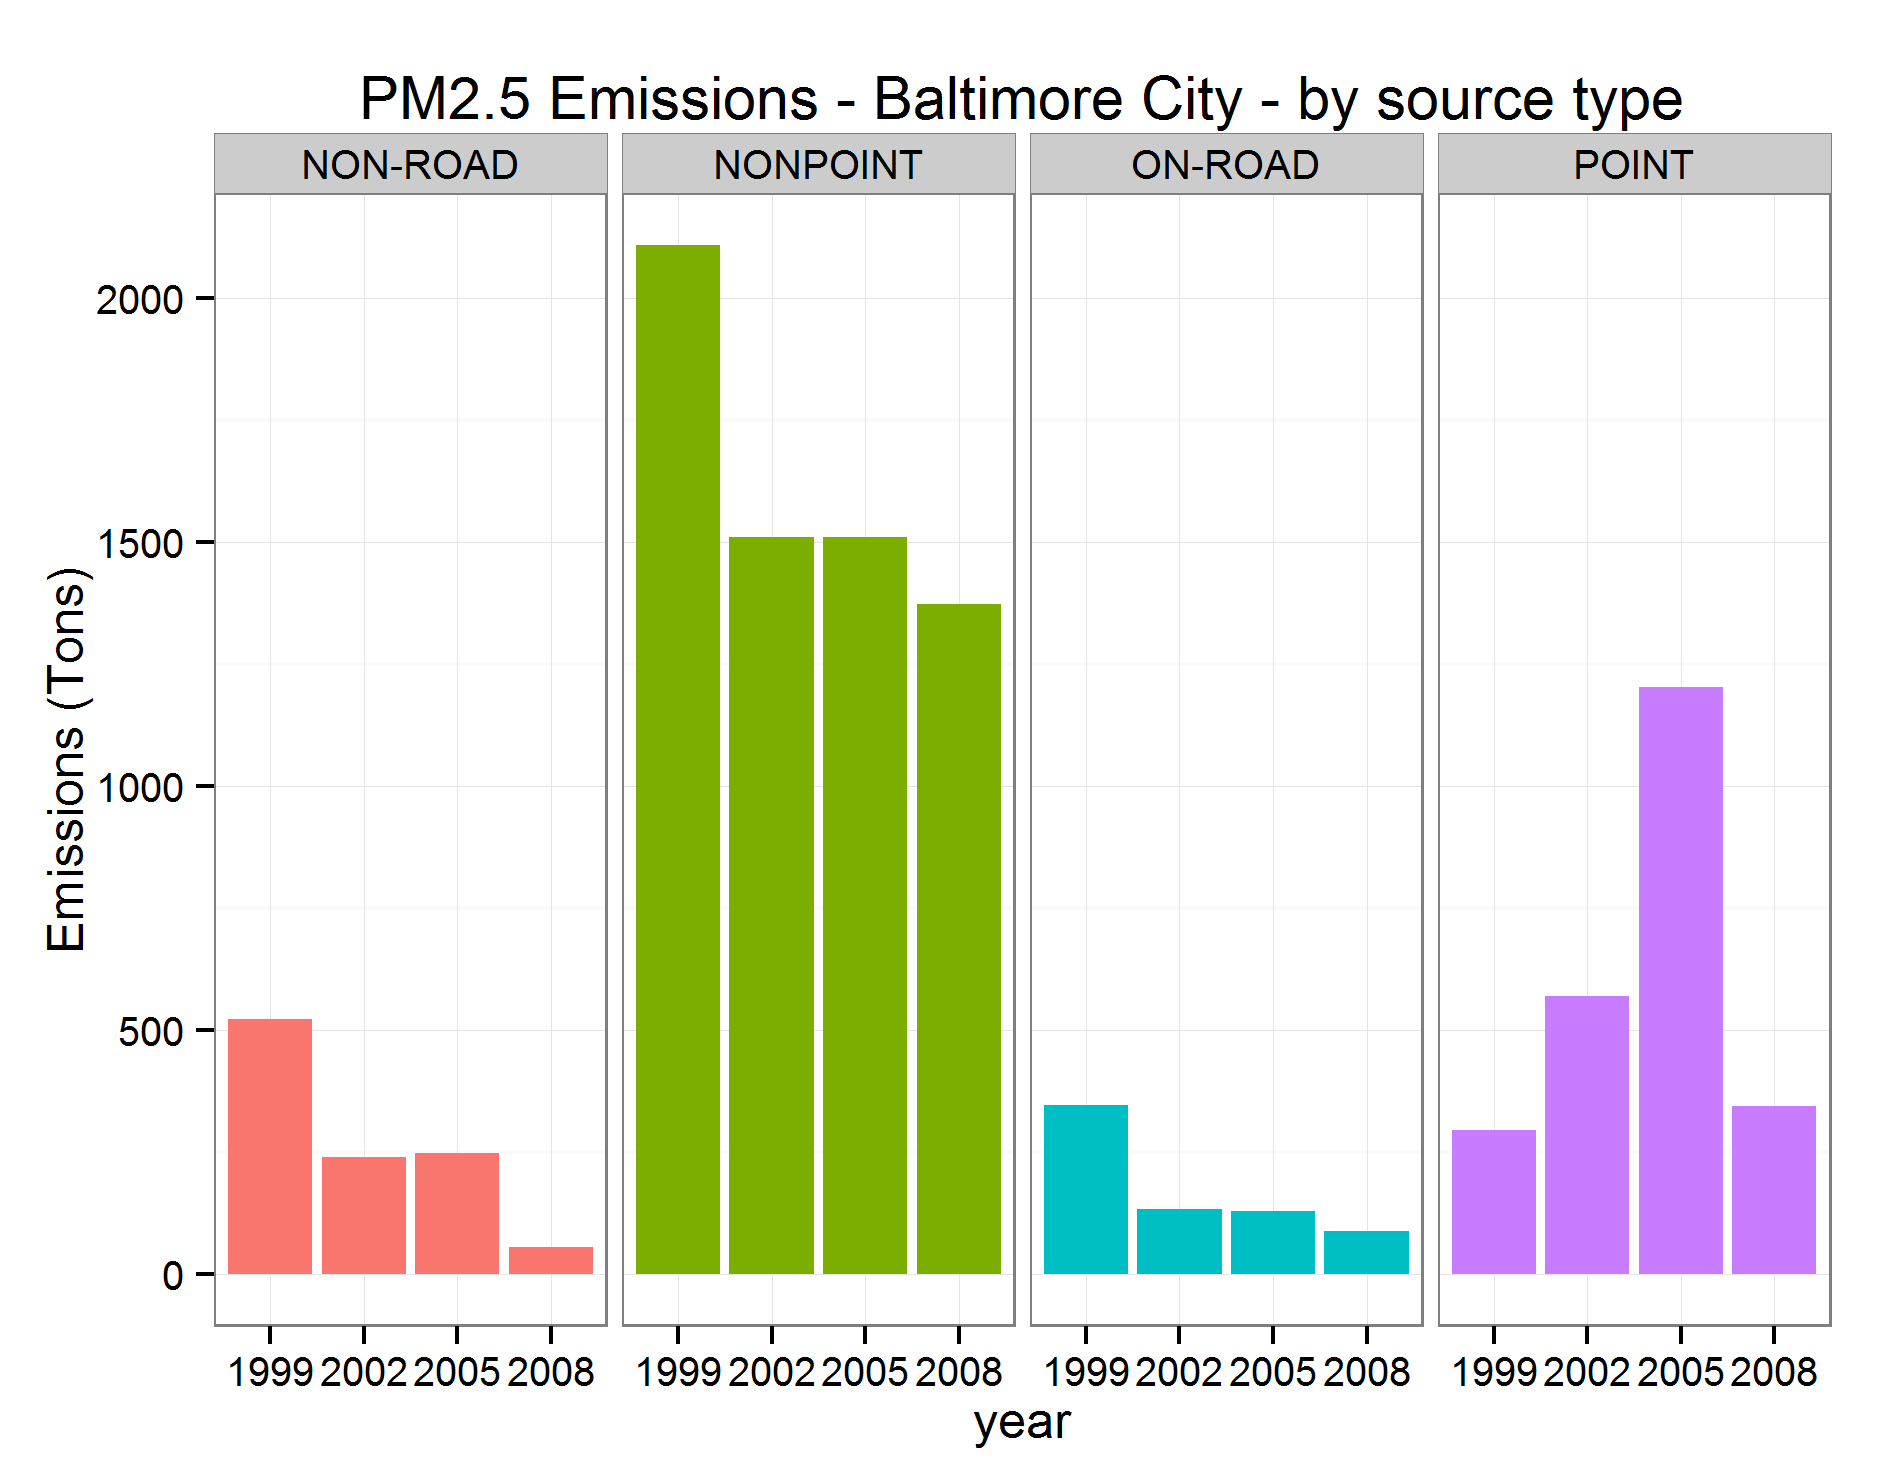 PM2.5 Emissions - Baltimore City - by source type
NON-ROAD NONPOINT ON-ROAD POINT
2000
1500
1000
500
0
Emissions (Tons)
1999 2002 2005 2008 1999 2002 2005 2008 1999 2002 2005 2008 1999 2002 2005 2008
year